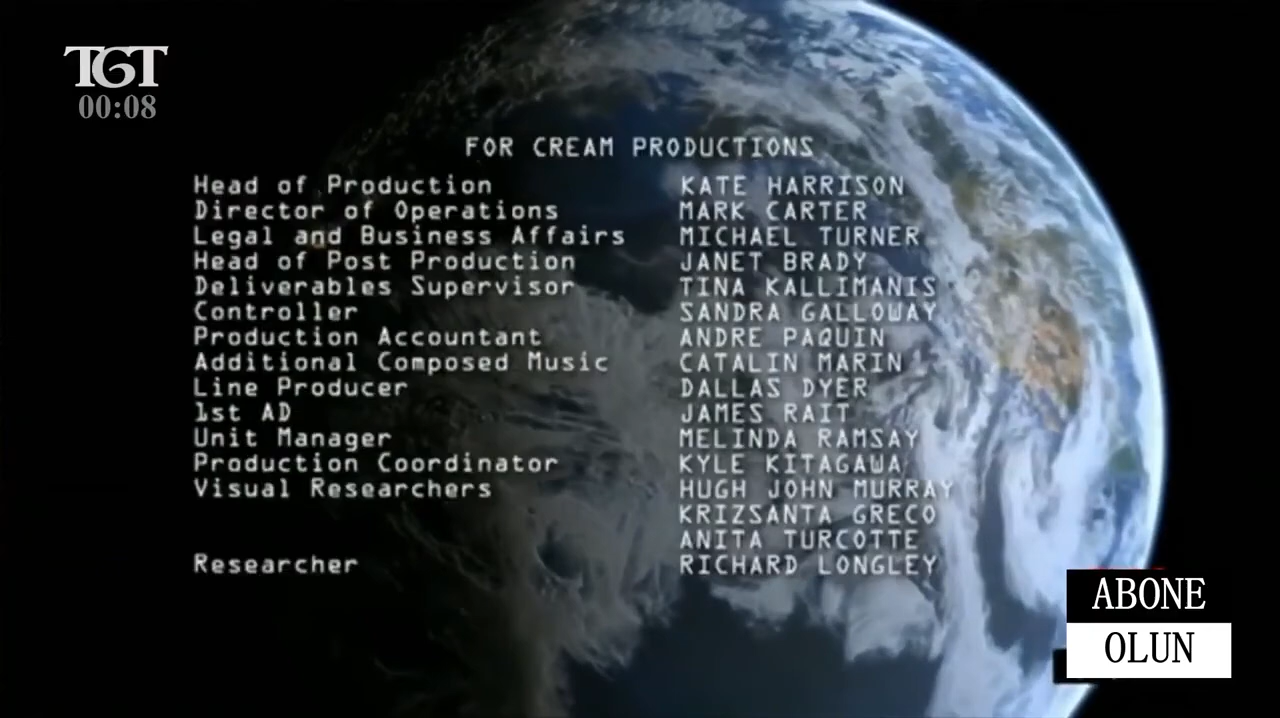 TGT
00:08
FOR CREAM PRODUCTIONS
Head of Production KATE HARRISON
Director of Operations MARK CARTER
Legal and Business Affairs MICHAEL TURNER
Head of Post Production JANET BRADY
Deliverables Supervisor TINA KALLIMANIS
Controller SANDRA GALLOWAY
Production Accountant ANDRE PAQUIN
Additional Composed Music CATALIN MARIN
Line Producer DALLAS DYER
1st AD JAMES RAIT
Unit Manager MELINDA RAMSAY
Production Coordinator KYLE KITAGAWA
Visual Researchers HUGH JOHN MURRAY
KRIZSANTA GRECO
ANITA TURCOTTE
Researcher RICHARD LONGLEY
ABONE
OLUN